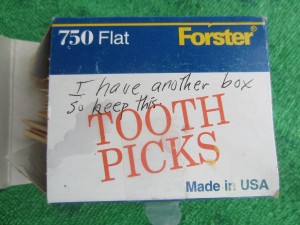 750 Flat Forster®
I have another box
so keep this.
TOOTH
PICKS
Made in USA